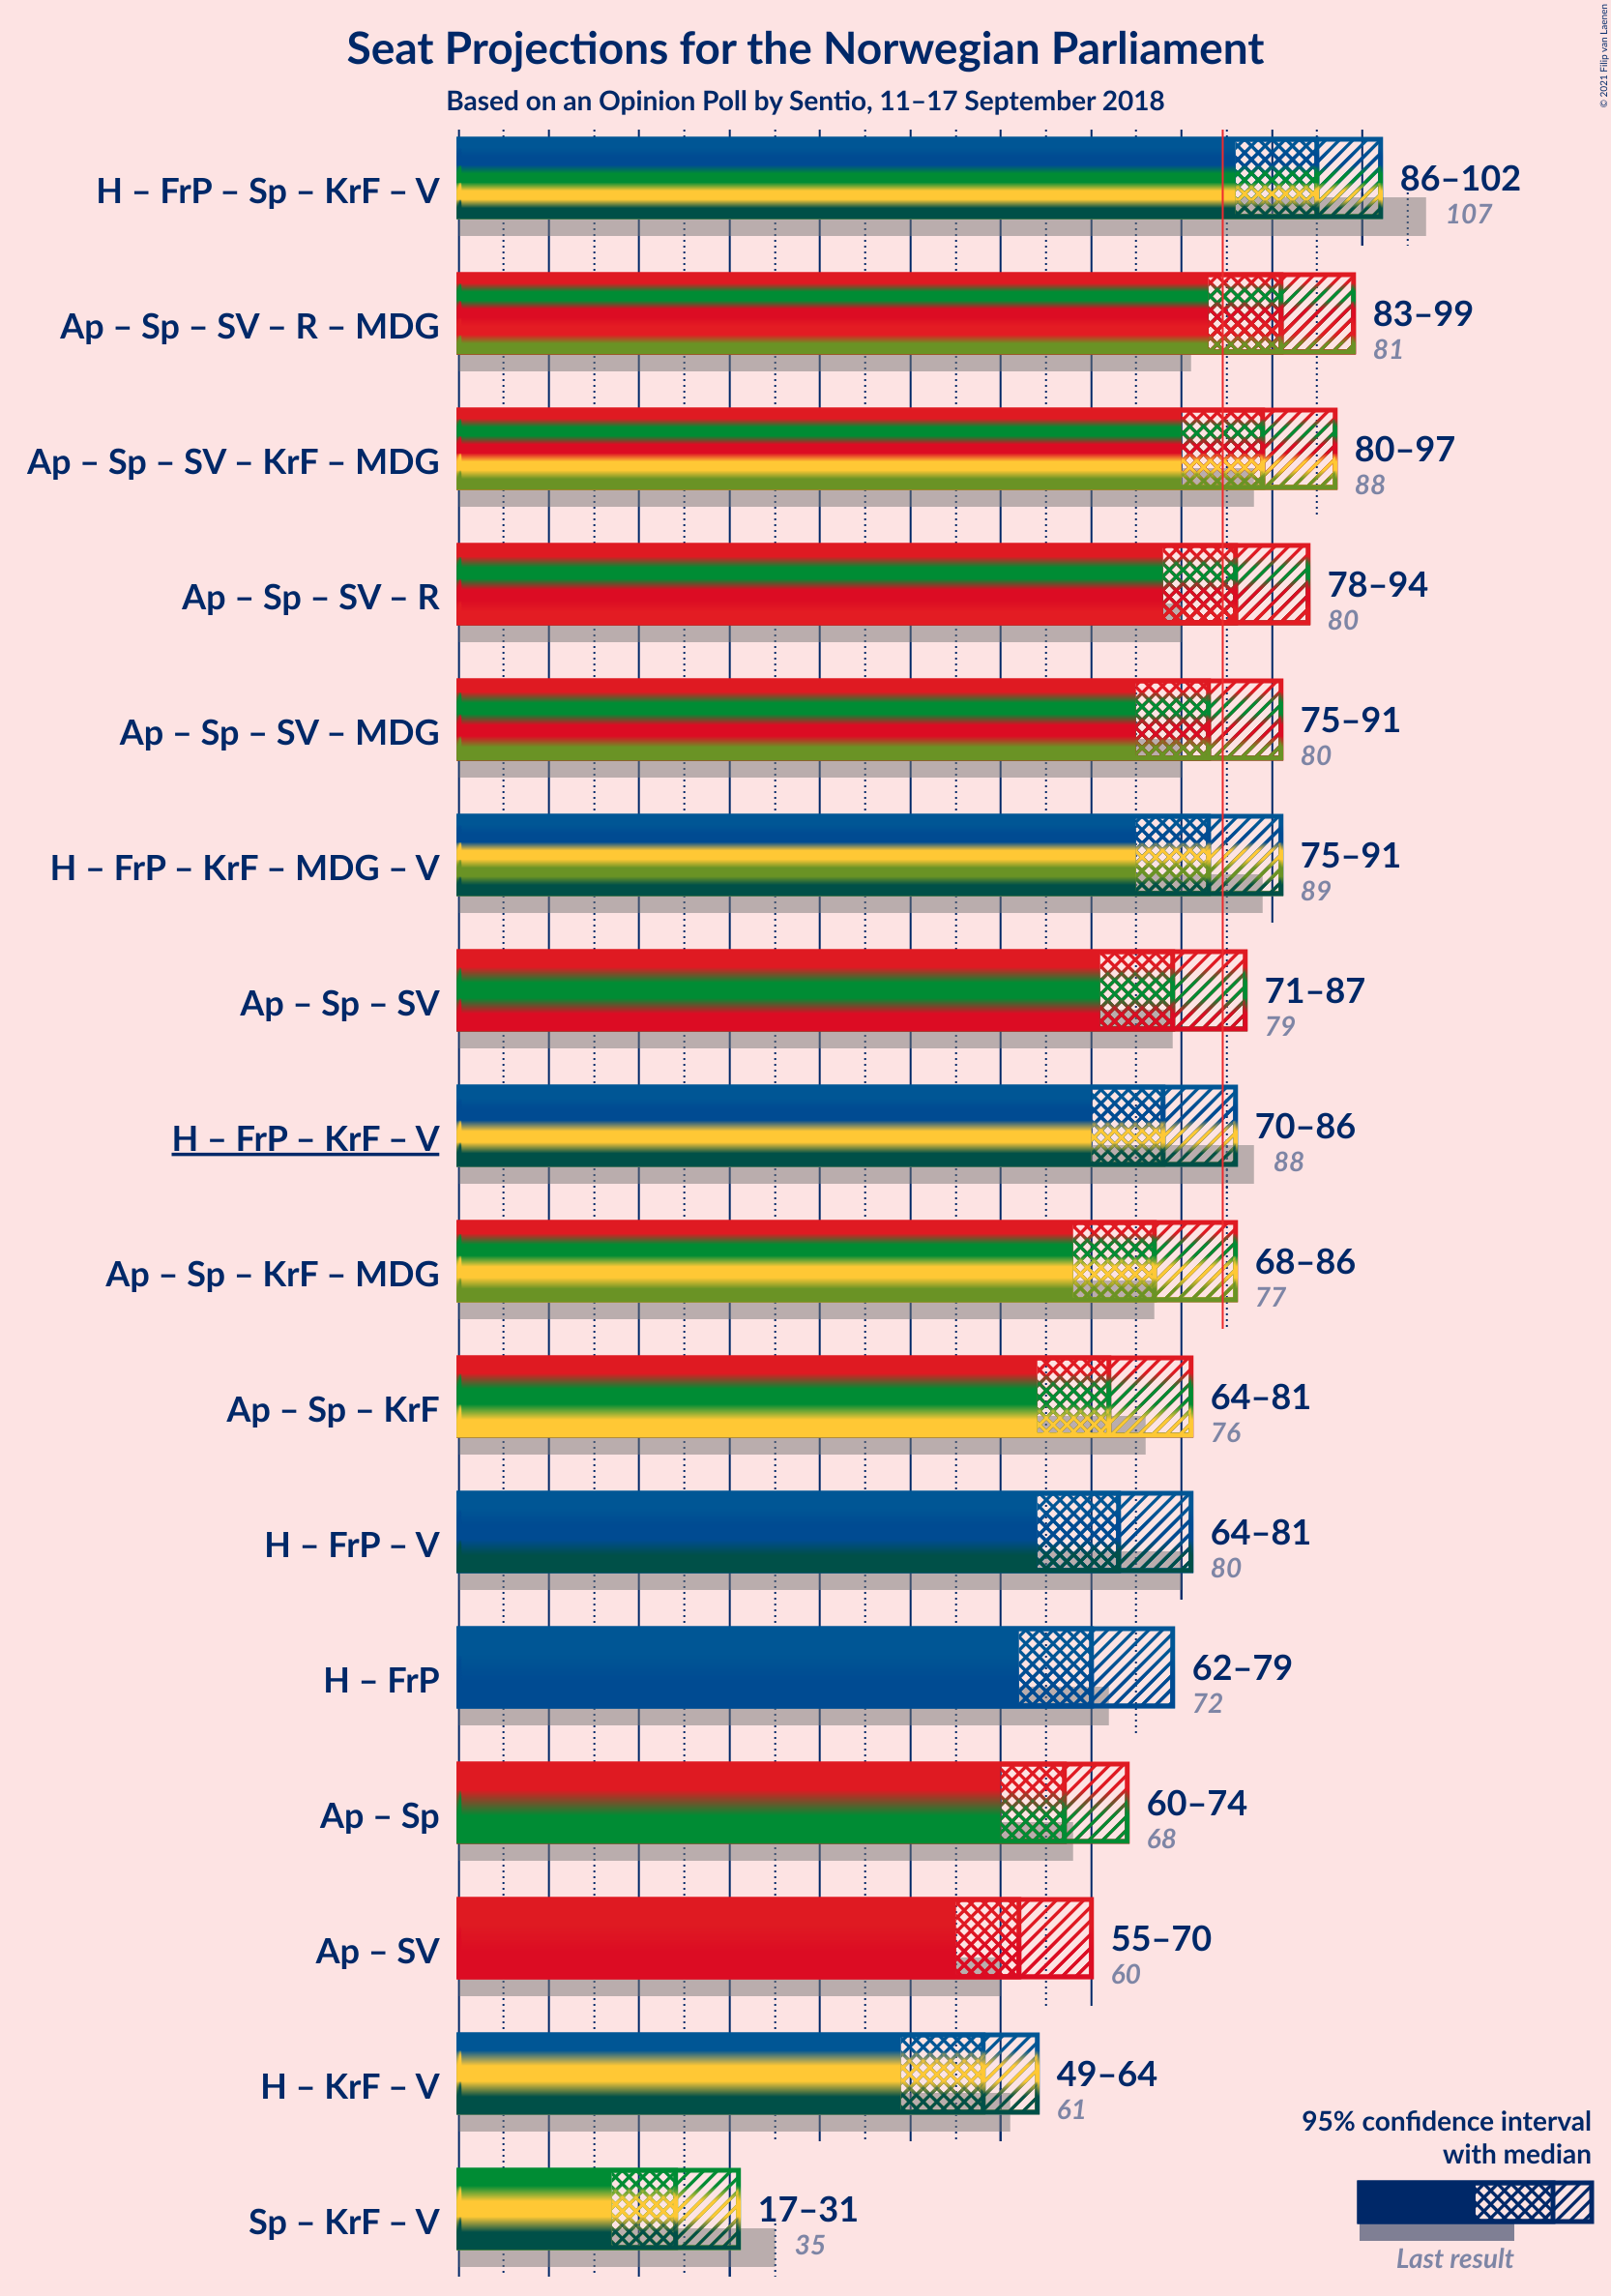 Seat Projections for the Norwegian Parliament
Based on an Opinion Poll by Sentio, 11–17 September 2018
© 2021 Filip van Laenen
H – FrP – Sp – KrF – V
86–102
107
Ap – Sp – SV – R – MDG
83–99
81
Ap – Sp – SV – KrF – MDG
80–97
88
Ap – Sp – SV – R
78–94
80
Ap – Sp – SV – MDG
75–91
80
H – FrP – KrF – MDG – V
75–91
89
Ap – Sp – SV
71–87
79
H – FrP – KrF – V
70–86
88
Ap – Sp – KrF – MDG
68–86
77
Ap – Sp – KrF
64–81
76
H – FrP – V
64–81
80
H – FrP
62–79
72
Ap – Sp
60–74
68
Ap – SV
55–70
60
H – KrF – V
49–64
61
Sp – KrF – V
17–31
35
95% confidence interval
with median
Last result